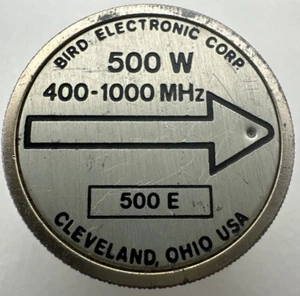 BIRD ELECTRONIC CORP.
500 W
400-1000 MHz
500 E
CLEVELAND, OHIO USA